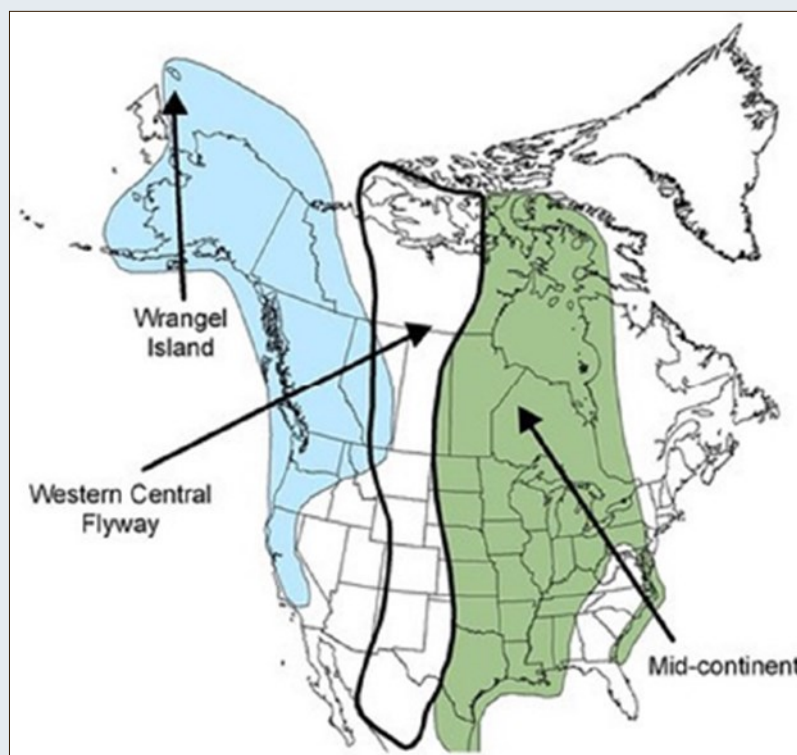 Wrangel
Island
Western Central
Flyway
Mid-continent